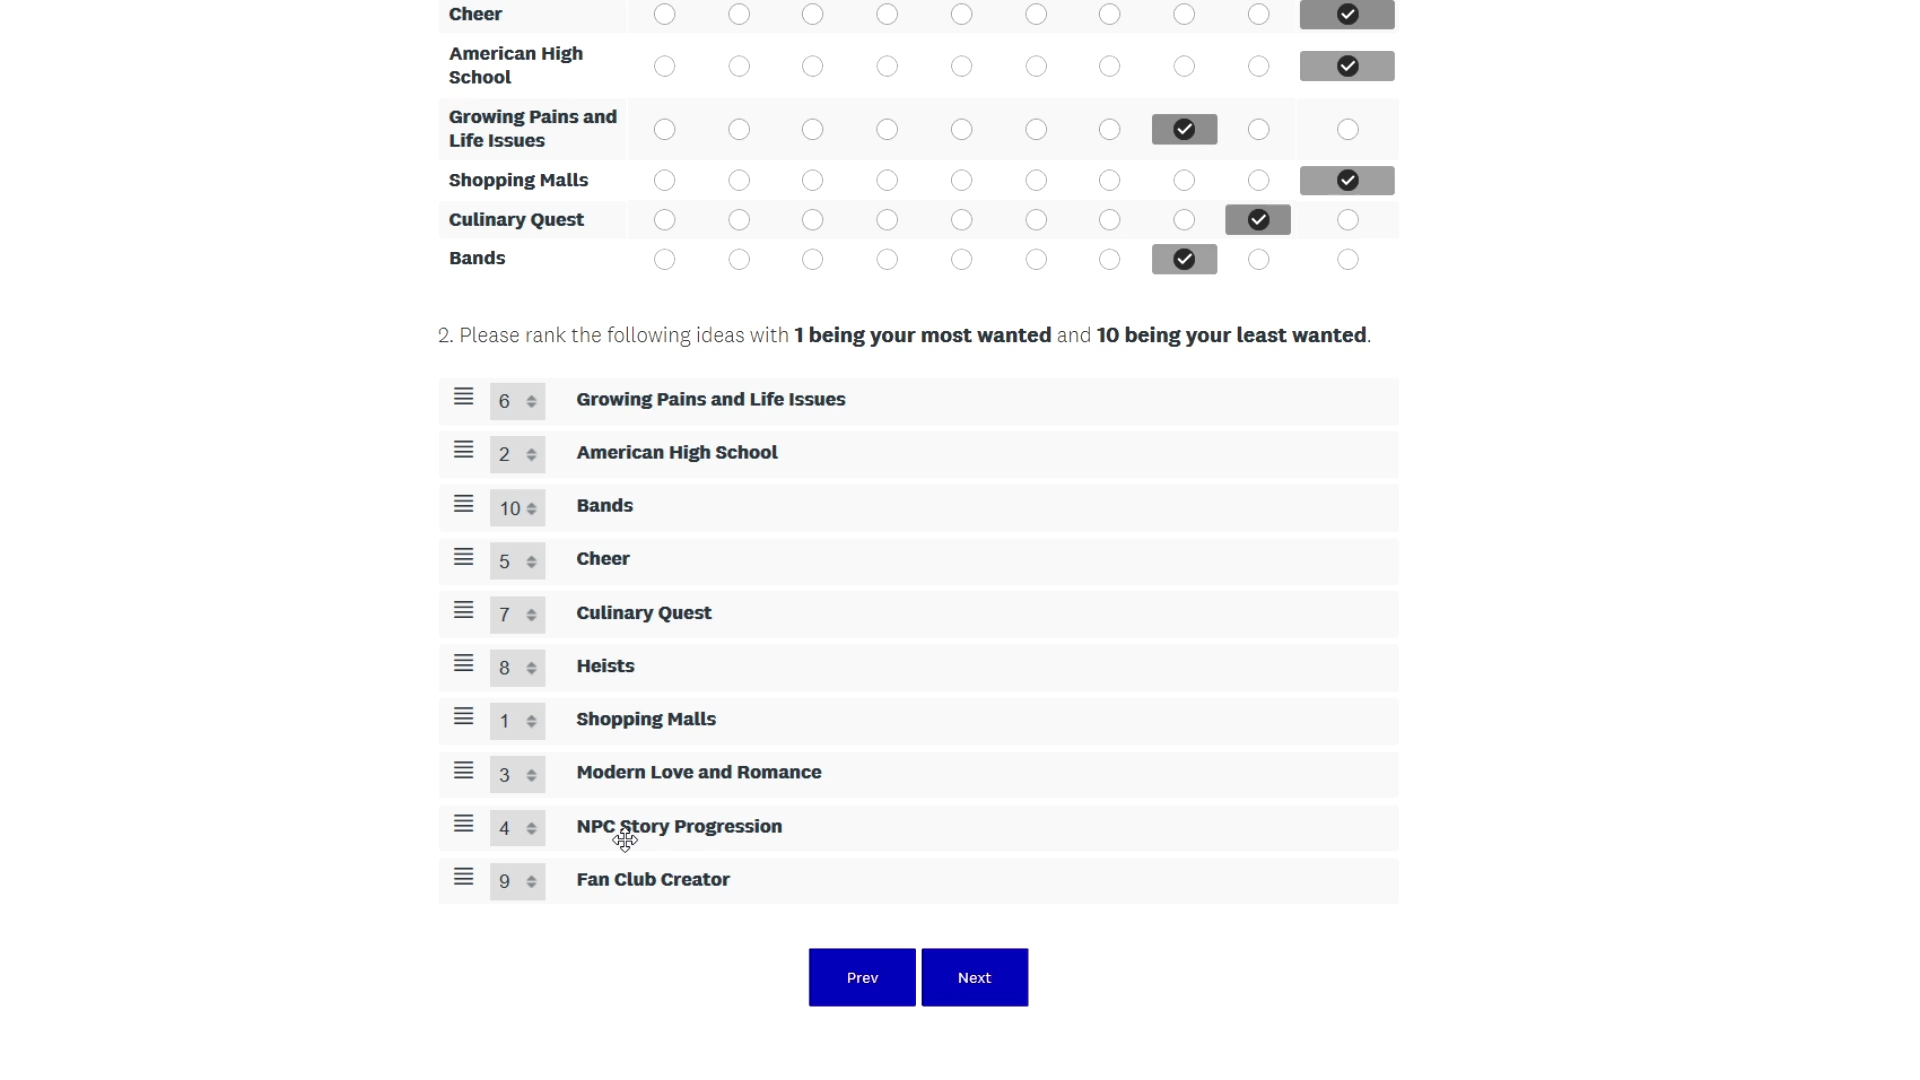 Cheer
American High
School
Growing Pains and
Life Issues
Shopping Malls
Culinary Quest
Bands
2. Please rank the following ideas with 1 being your most wanted and 10 being your least wanted.
6 Growing Pains and Life Issues
2 American High School
10 Bands
5 Cheer
7 Culinary Quest
8 Heists
1 Shopping Malls
3 Modern Love and Romance
4 NPC Story Progression
9 Fan Club Creator
Prev Next